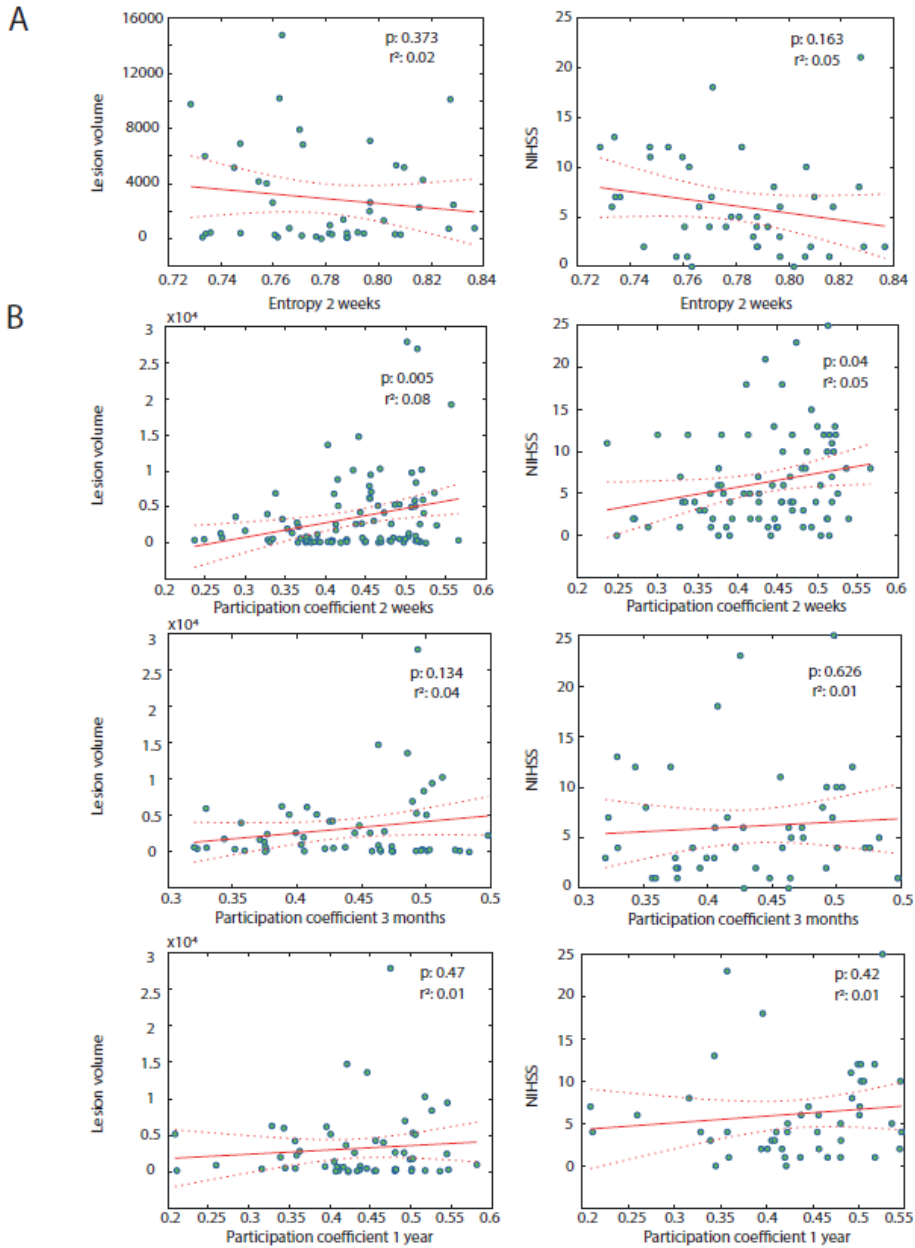 A
16000
12000
8000
4000
0
Lesion volume
p: 0.373
r²: 0.02
0.72 0.74 0.76 0.78 0.80 0.82 0.84
Entropy 2 weeks
25
20
15
10
5
0
NIHSS
p: 0.163
r²: 0.05
0.72 0.74 0.76 0.78 0.80 0.82 0.84
Entropy 2 weeks
B
x10⁴
3
2.5
2
1.5
1
0.5
0
Lesion volume
p: 0.005
r²: 0.08
0.2 0.25 0.3 0.35 0.4 0.45 0.5 0.55 0.6
Participation coefficient 2 weeks
25
20
15
10
5
0
NIHSS
p: 0.04
r²: 0.05
0.2 0.25 0.3 0.35 0.4 0.45 0.5 0.55 0.6
Participation coefficient 2 weeks
x10⁴
3
2.5
2
1.5
1
0.5
0
Lesion volume
p: 0.134
r²: 0.04
0.3 0.35 0.4 0.45 0.5 0.5
Participation coefficient 3 months
25
20
15
10
5
0
NIHSS
p: 0.626
r²: 0.01
0.3 0.35 0.4 0.45 0.5 0.5
Participation coefficient 3 months
x10⁴
3
2.5
2
1.5
1
0.5
0
Lesion volume
p: 0.47
r²: 0.01
0.2 0.25 0.3 0.35 0.4 0.45 0.5 0.55 0.6
Participation coefficient 1 year
25
20
15
10
5
0
NIHSS
p: 0.42
r²: 0.01
0.2 0.25 0.3 0.35 0.4 0.45 0.5 0.55
Participation coefficient 1 year